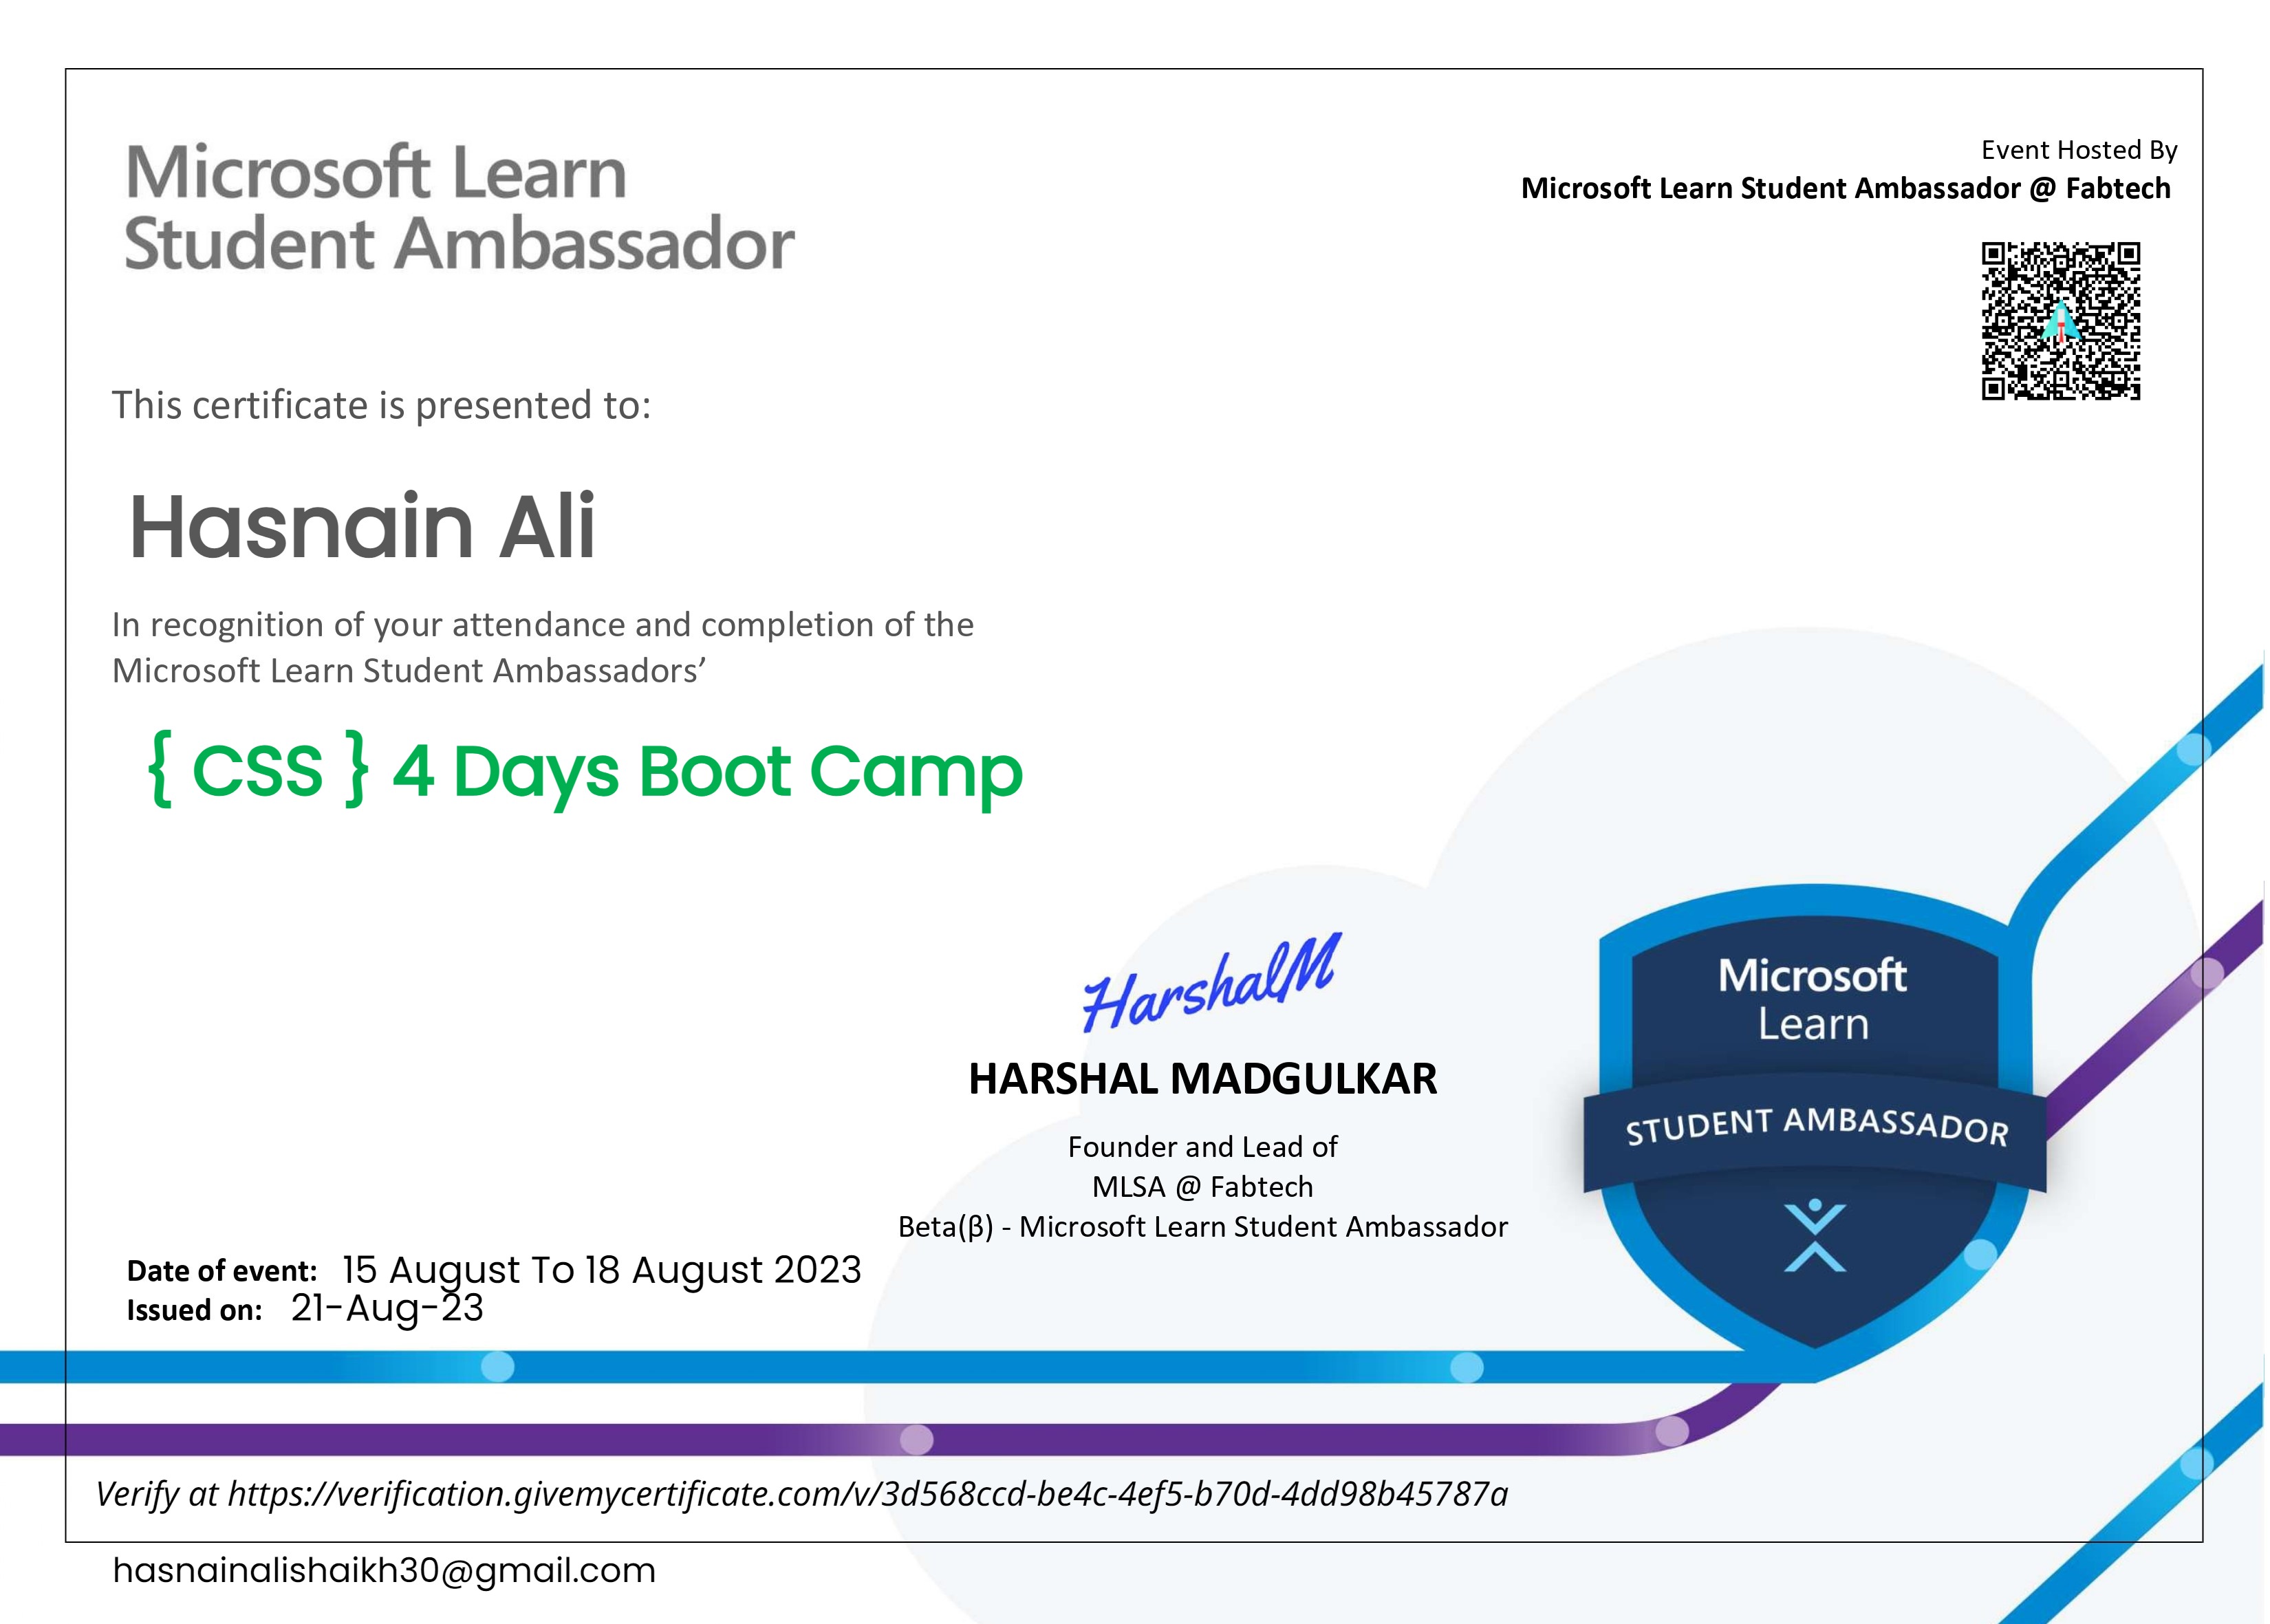 Microsoft Learn
Student Ambassador
Event Hosted By
Microsoft Learn Student Ambassador @ Fabtech
This certificate is presented to:
Hasnain Ali
In recognition of your attendance and completion of the
Microsoft Learn Student Ambassadors’
{ CSS } 4 Days Boot Camp
HarshalM
HARSHAL MADGULKAR
Founder and Lead of
MLSA @ Fabtech
Beta(β) - Microsoft Learn Student Ambassador
Microsoft
Learn
STUDENT AMBASSADOR
Date of event: 15 August To 18 August 2023
Issued on: 21-Aug-23
Verify at https://verification.givemycertificate.com/v/3d568ccd-be4c-4ef5-b70d-4dd98b45787a
hasnainalishaikh30@gmail.com